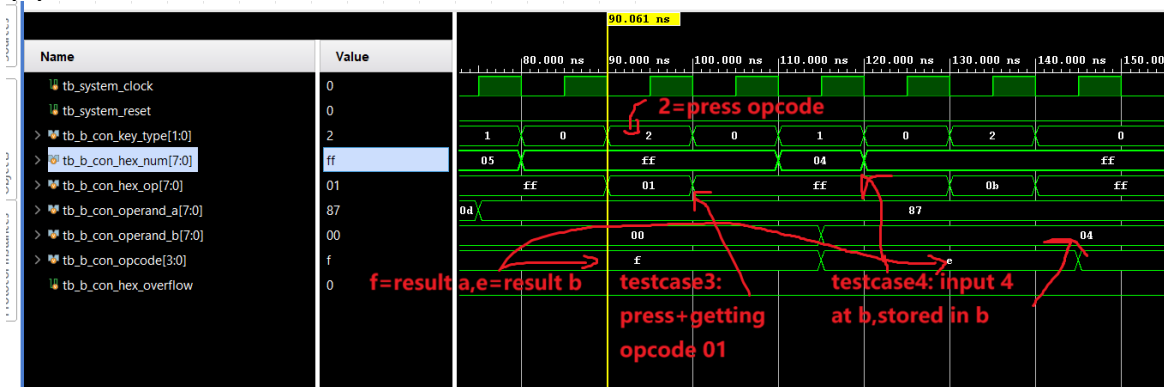 90.061 ns
Name
Value
80.000 ns
90.000 ns
100.000 ns
110.000 ns
120.000 ns
130.000 ns
140.000 ns
150.00
tb_system_clock
0
tb_system_reset
0
2=press opcode
tb_b_con_key_type[1:0]
2
1
0
2
0
1
0
2
0
tb_b_con_hex_num[7:0]
ff
05
ff
04
ff
tb_b_con_hex_op[7:0]
01
ff
01
ff
0b
ff
tb_b_con_operand_a[7:0]
87
0d
87
tb_b_con_operand_b[7:0]
00
00
04
tb_b_con_opcode[3:0]
f
f
e
tb_b_con_hex_overflow
0
f=result a,e=result b
testcase3:
press+getting
opcode 01
testcase4: input 4
at b,stored in b